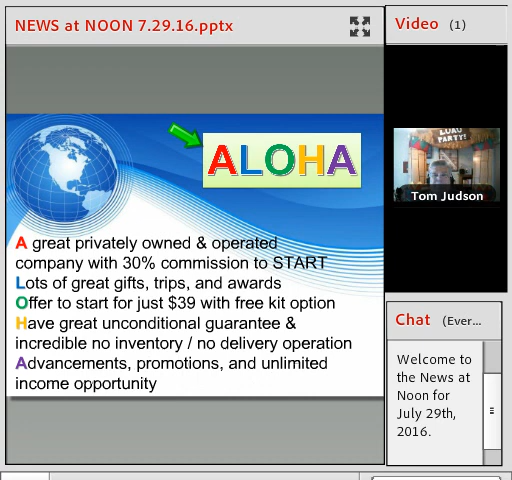 NEWS at NOON 7.29.16.pptx
Video (1)
ALOHA
LUAU
PARTY!
Tom Judson
A great privately owned & operated
company with 30% commission to START
Lots of great gifts, trips, and awards
Offer to start for just $39 with free kit option
Have great unconditional guarantee &
incredible no inventory / no delivery operation
Advancements, promotions, and unlimited
income opportunity
Chat (Ever...
Welcome to
the News at
Noon for
July 29th,
2016.